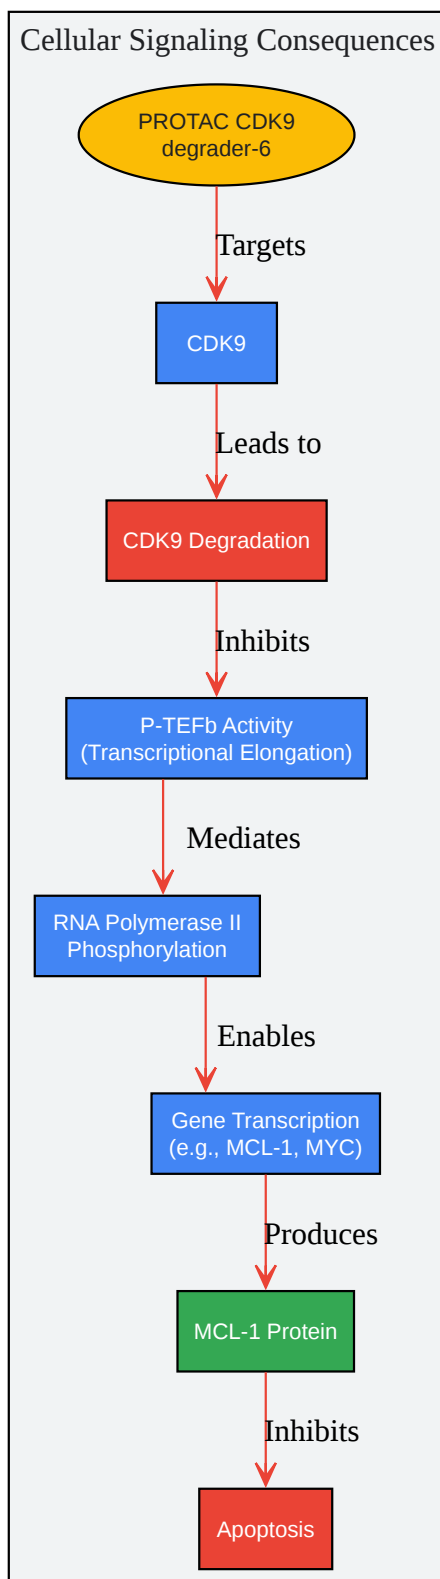 Cellular Signaling Consequences
PROTAC CDK9
degrader-6
Targets
CDK9
Leads to
CDK9 Degradation
Inhibits
P-TEFb Activity
(Transcriptional Elongation)
Mediates
RNA Polymerase II
Phosphorylation
Enables
Gene Transcription
(e.g., MCL-1, MYC)
Produces
MCL-1 Protein
Inhibits
Apoptosis